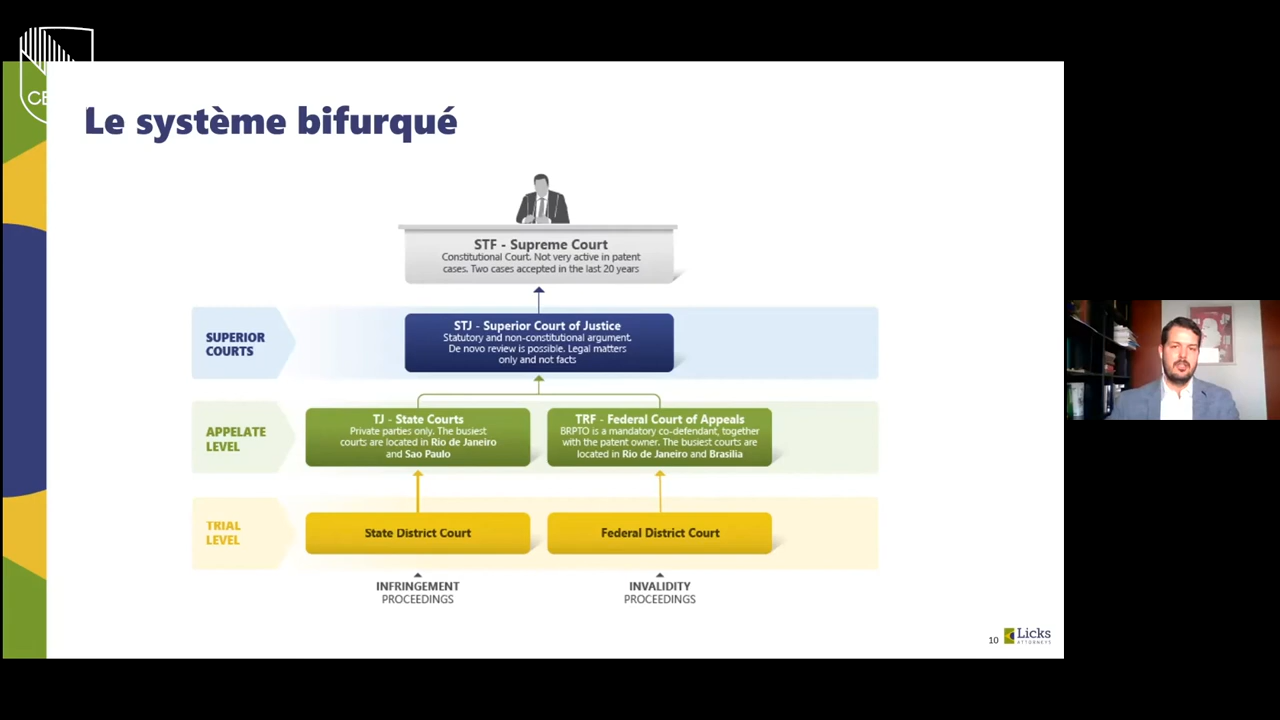 CE
Le système bifurqué
STF - Supreme Court
Constitutional Court. Not very active in patent
cases. Two cases accepted in the last 20 years
SUPERIOR
COURTS
STJ - Superior Court of Justice
Statutory and non-constitutional argument.
De novo review is possible. Legal matters
only and not facts
APPELATE
LEVEL
TJ - State Courts
Private parties only. The busiest
courts are located in Rio de Janeiro
and Sao Paulo
TRF - Federal Court of Appeals
BRPTO is a mandatory co-defendant, together
with the patent owner. The busiest courts are
located in Rio de Janeiro and Brasilia
TRIAL
LEVEL
State District Court
Federal District Court
INFRINGEMENT
PROCEEDINGS
INVALIDITY
PROCEEDINGS
10
Licks
ATTORNEYS